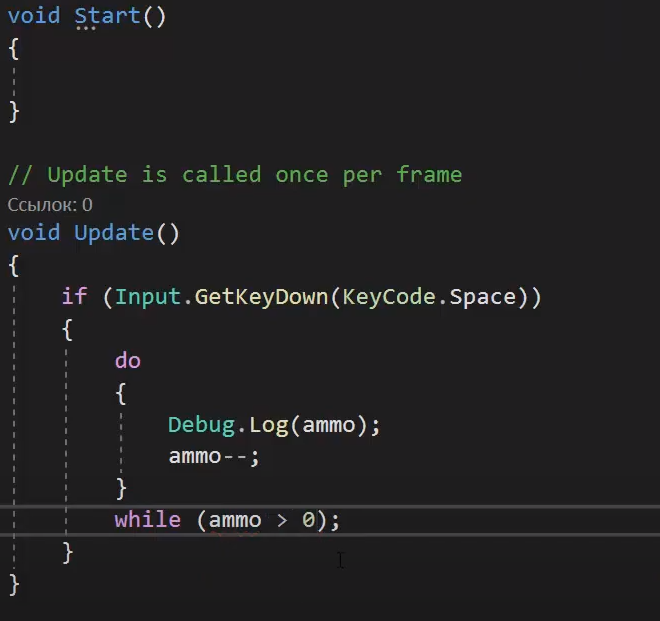 void Start()
{
}
// Update is called once per frame
Ссылок: 0
void Update()
{
if (Input.GetKeyDown(KeyCode.Space))
{
do
{
Debug.Log(ammo);
ammo--;
}
while (ammo > 0);
}
}